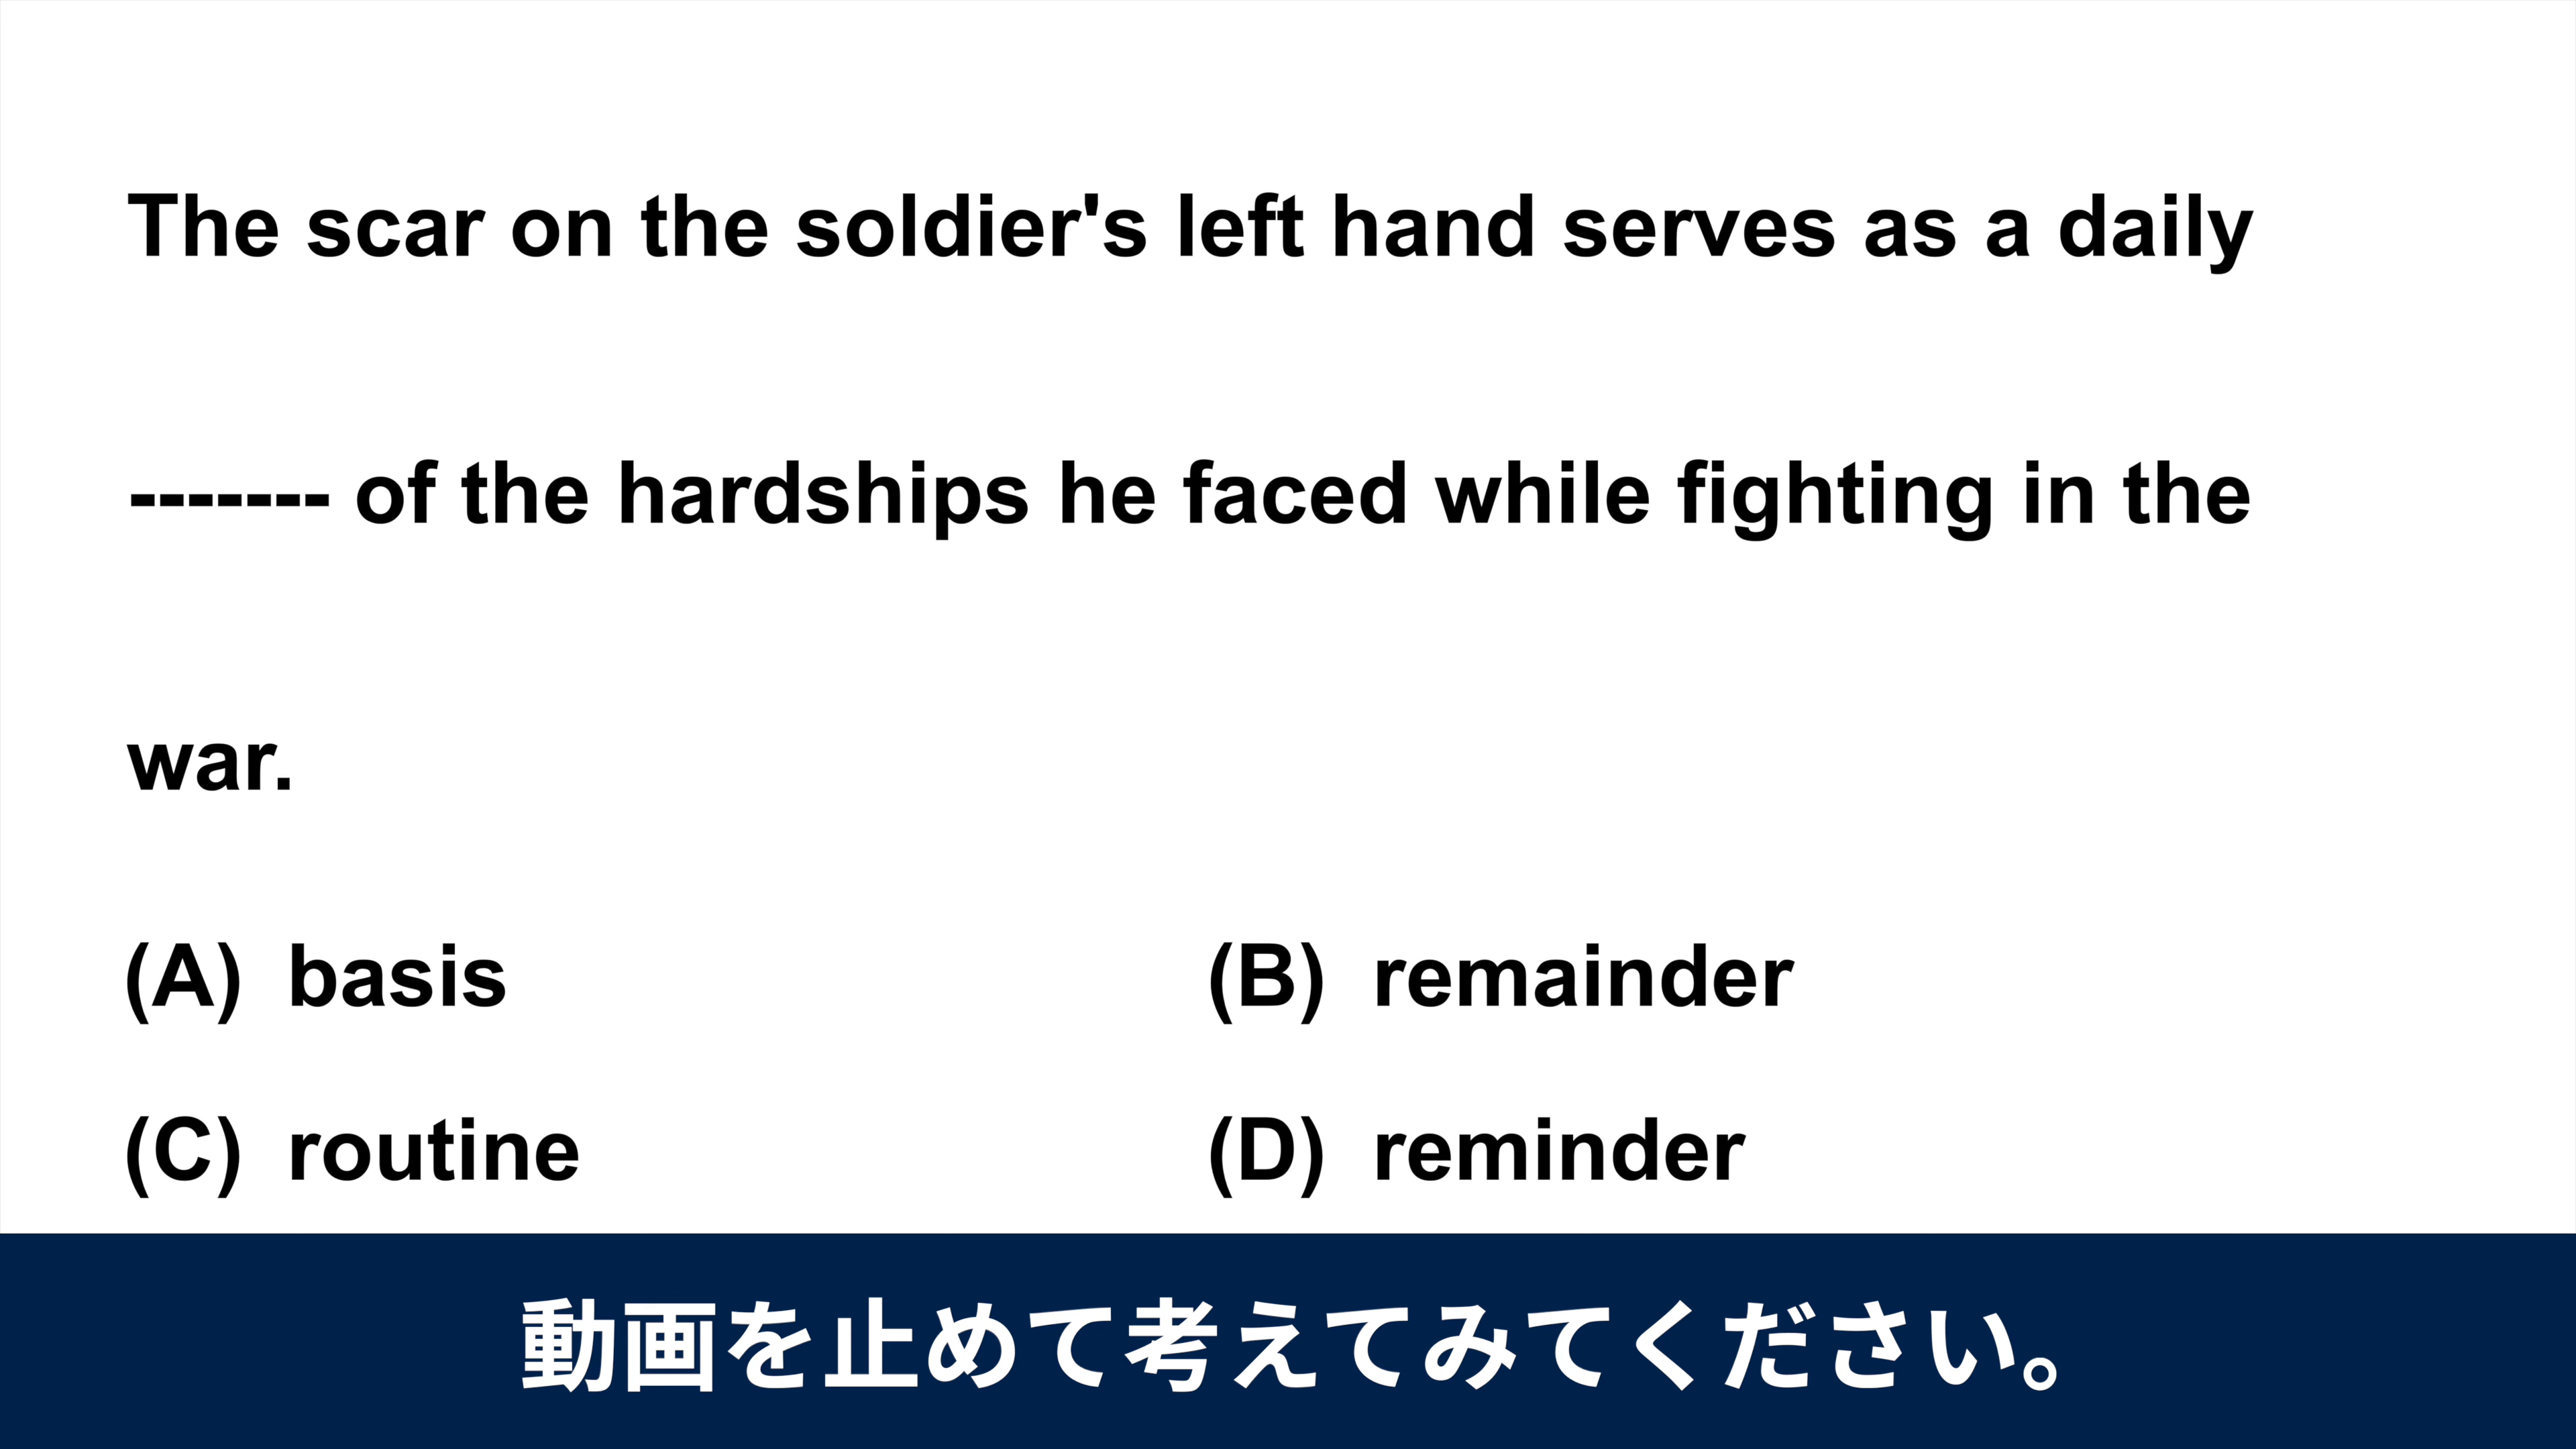 The scar on the soldier's left hand serves as a daily
------- of the hardships he faced while fighting in the
war.
(A) basis
(B) remainder
(C) routine
(D) reminder
動画を止めて考えてみてください。